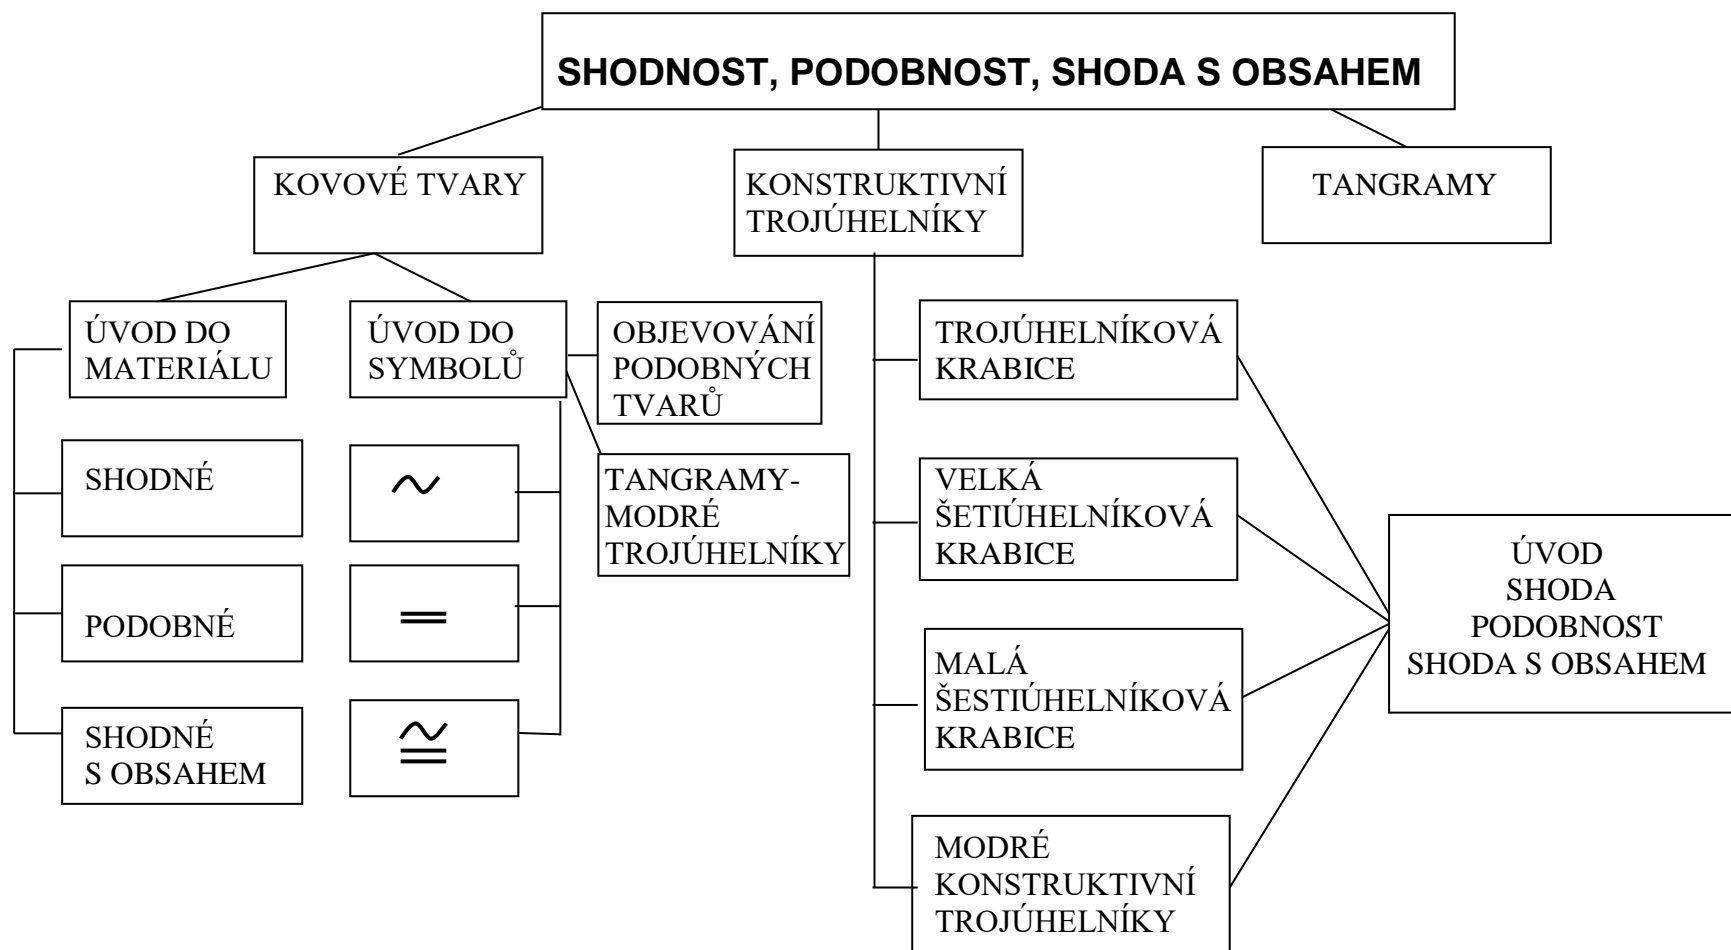 SHODNOST, PODOBNOST, SHODA S OBSAHEM
KOVOVÉ TVARY
KONSTRUKTIVNÍ
TROJÚHELNÍKY
TANGRAMY
ÚVOD DO
MATERIÁLU
ÚVOD DO
SYMBOLŮ
OBJEVOVÁNÍ
PODOBNÝCH
TVARŮ
TROJÚHELNÍKOVÁ
KRABICE
SHODNÉ
~
TANGRAMY-
MODRÉ
TROJÚHELNÍKY
VELKÁ
ŠETIÚHELNÍKOVÁ
KRABICE
ÚVOD
SHODA
PODOBNOST
SHODA S OBSAHEM
PODOBNÉ
=
MALÁ
ŠESTIÚHELNÍKOVÁ
KRABICE
SHODNÉ
S OBSAHEM
≅
MODRÉ
KONSTRUKTIVNÍ
TROJÚHELNÍKY